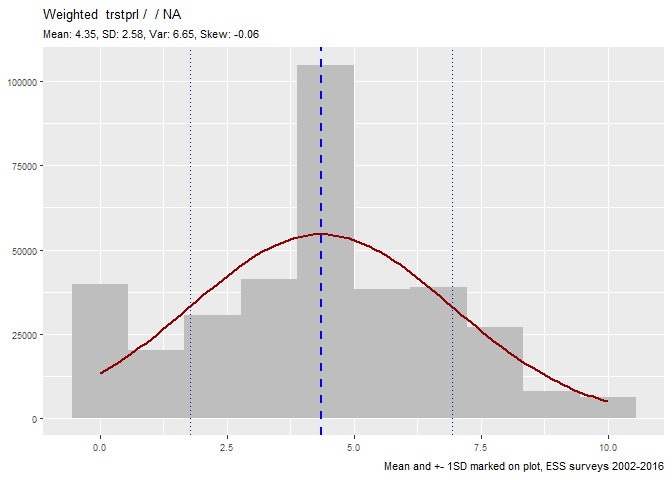 Weighted trstprl / / NA
Mean: 4.35, SD: 2.58, Var: 6.65, Skew: -0.06
100000
75000
50000
25000
0
0.0 2.5 5.0 7.5 10.0
Mean and +- 1SD marked on plot, ESS surveys 2002-2016